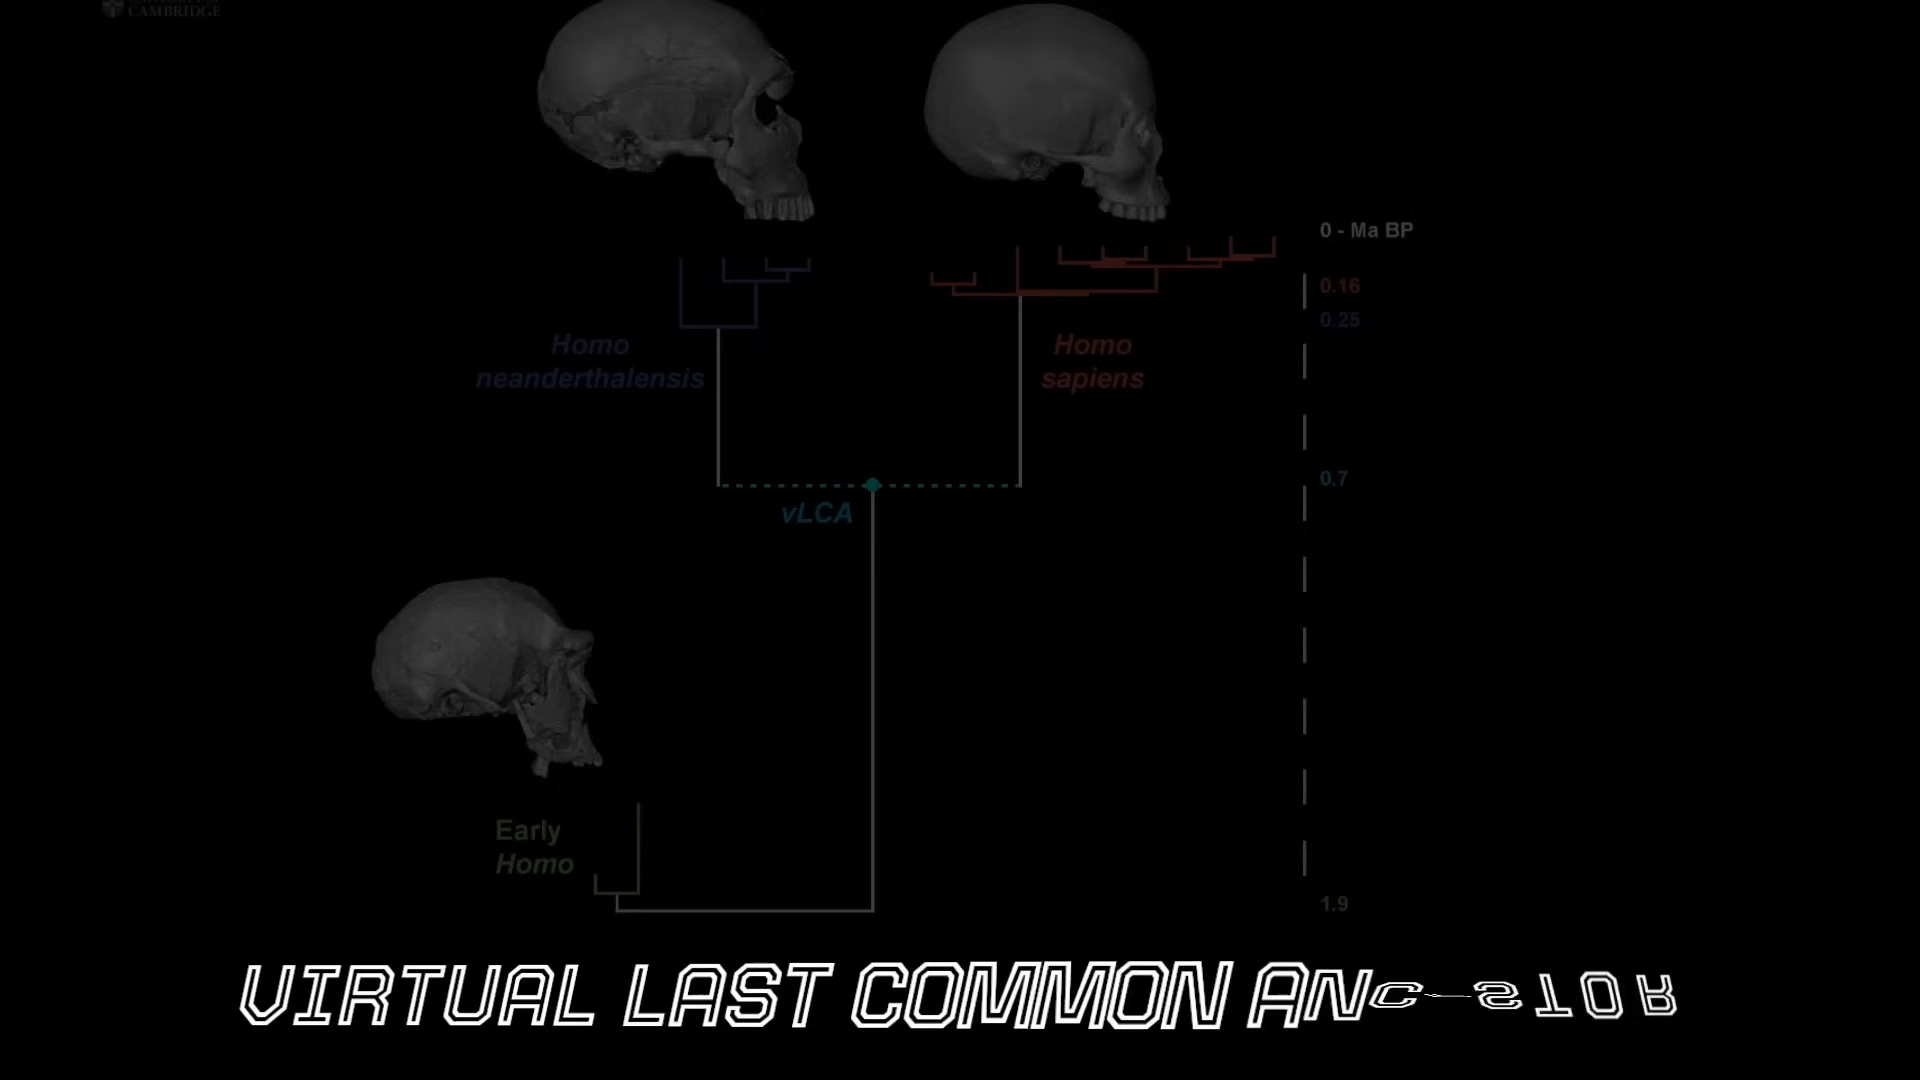 CAMBRIDGE
0 - Ma BP
0.16
0.25
Homo
neanderthalensis
Homo
sapiens
0.7
vLCA
Early
Homo
1.9
VIRTUAL LAST COMMON ANCESTOR